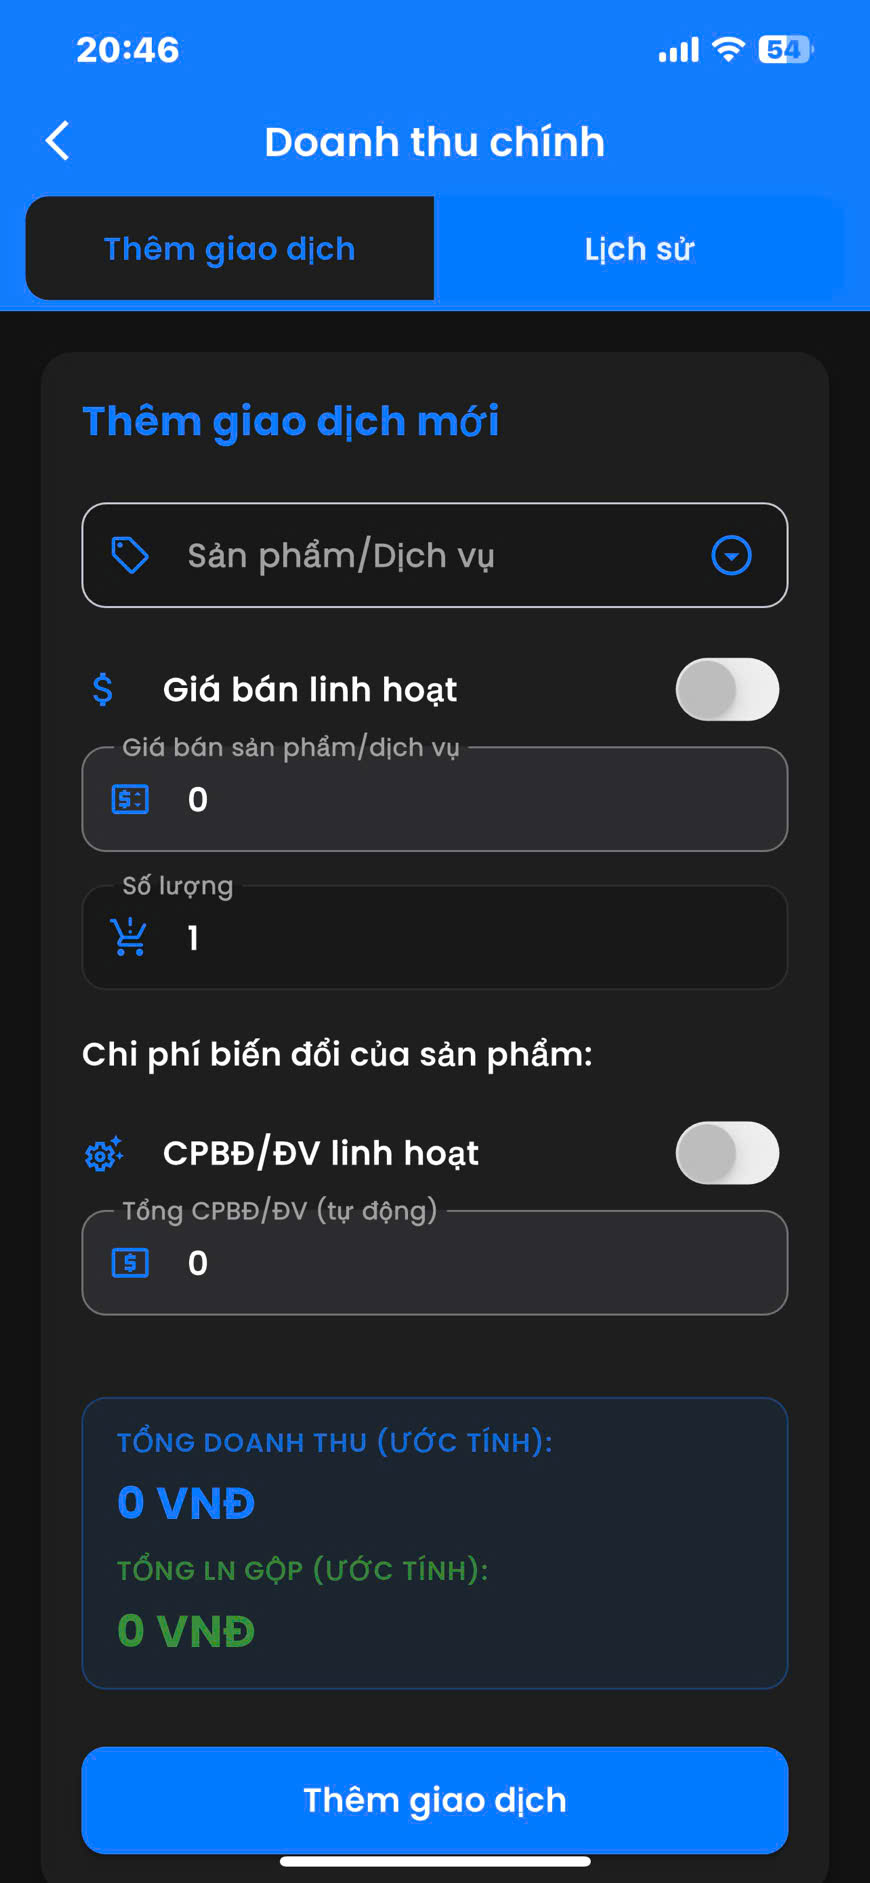 20:46
54
Doanh thu chính
Thêm giao dịch
Lịch sử
Thêm giao dịch mới
Sản phẩm/Dịch vụ
Giá bán linh hoạt
Giá bán sản phẩm/dịch vụ
0
Số lượng
1
Chi phí biến đổi của sản phẩm:
CPBĐ/ĐV linh hoạt
Tổng CPBĐ/ĐV (tự động)
0
TỔNG DOANH THU (ƯỚC TÍNH):
0 VNĐ
TỔNG LN GỘP (ƯỚC TÍNH):
0 VNĐ
Thêm giao dịch